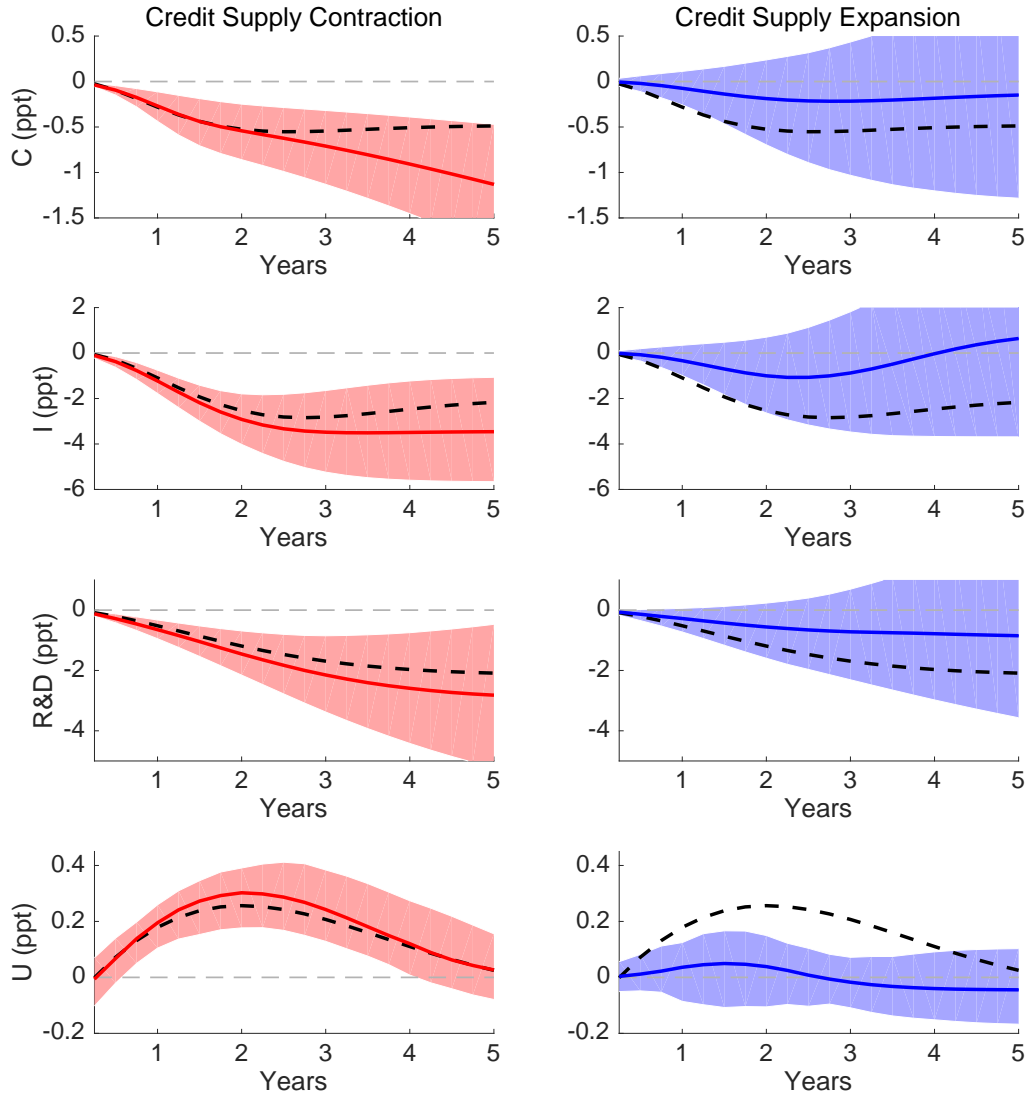 Credit Supply Contraction
Credit Supply Expansion
C (ppt)
0.5
0
-0.5
-1
-1.5
1 2 3 4 5
Years
0.5
0
-0.5
-1
-1.5
1 2 3 4 5
Years
I (ppt)
2
0
-2
-4
-6
1 2 3 4 5
Years
2
0
-2
-4
-6
1 2 3 4 5
Years
R&D (ppt)
0
-2
-4
1 2 3 4 5
Years
0
-2
-4
1 2 3 4 5
Years
U (ppt)
0.4
0.2
0
-0.2
1 2 3 4 5
Years
0.4
0.2
0
-0.2
1 2 3 4 5
Years